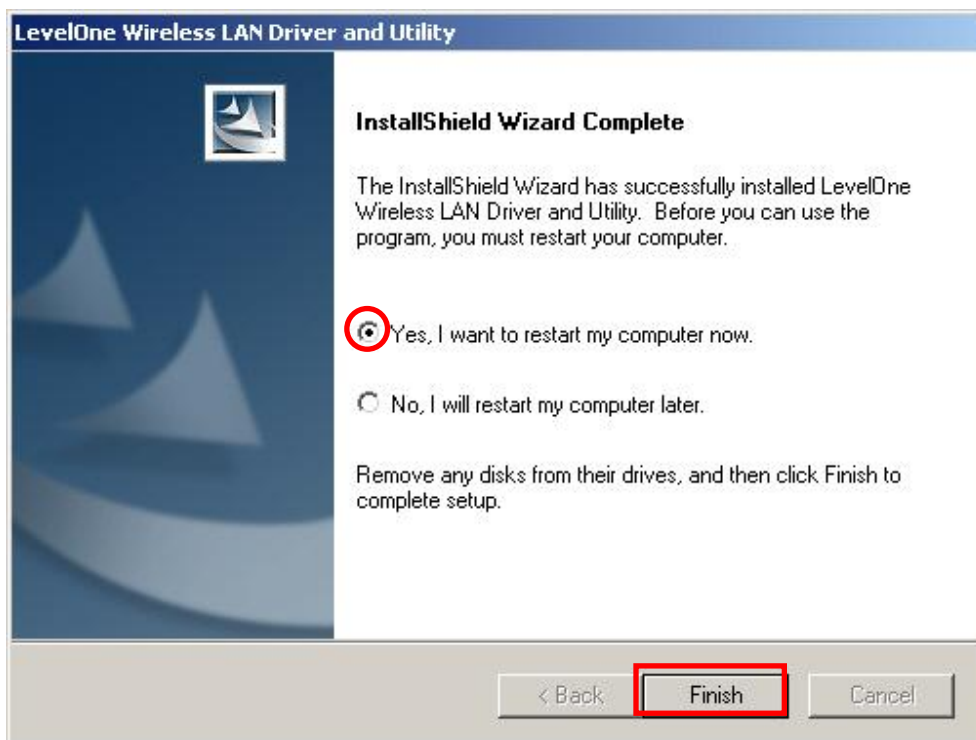 LevelOne Wireless LAN Driver and Utility
InstallShield Wizard Complete
The InstallShield Wizard has successfully installed LevelOne
Wireless LAN Driver and Utility.  Before you can use the
program, you must restart your computer.
Yes, I want to restart my computer now.
No, I will restart my computer later.
Remove any disks from their drives, and then click Finish to
complete setup.
< Back Finish Cancel